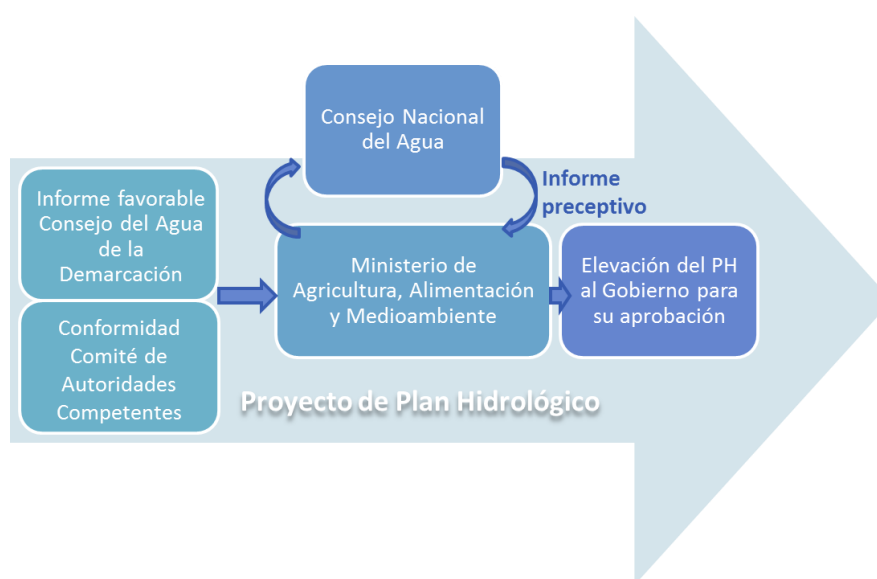 Consejo Nacional
del Agua
Informe
preceptivo
Informe favorable
Consejo del Agua
de la
Demarcación
Conformidad
Comité de
Autoridades
Competentes
Ministerio de
Agricultura, Alimentación
y Medioambiente
Elevación del PH
al Gobierno para
su aprobación
Proyecto de Plan Hidrológico